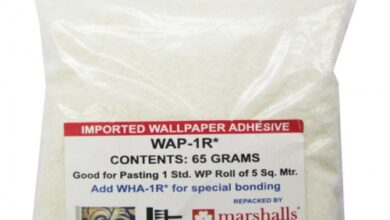 IMPORTED WALLPAPER ADHESIVE
WAP-1R*
CONTENTS: 65 GRAMS
Good for Pasting 1 Std. WP Roll of 5 Sq. Mtr.
Add WHA-1R* for special bonding
REPACKED BY
marshalls